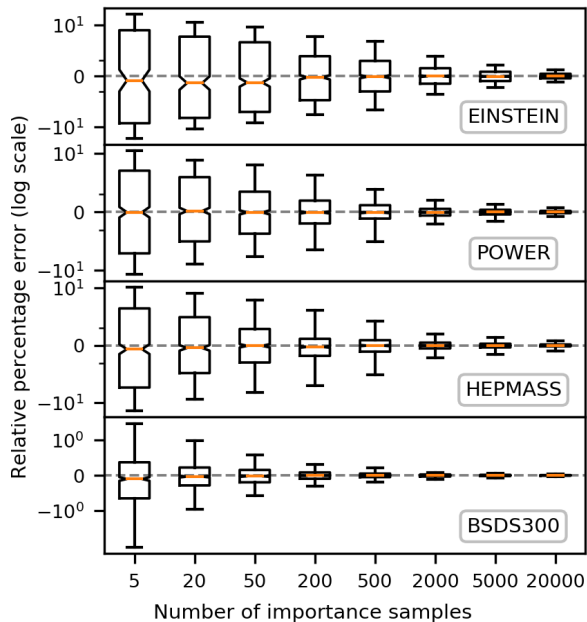 Relative percentage error (log scale)
10¹
0
−10¹
EINSTEIN
10¹
0
−10¹
POWER
10¹
0
−10¹
HEPMASS
10⁰
0
−10⁰
BSDS300
5 20 50 200 500 2000 5000 20000
Number of importance samples